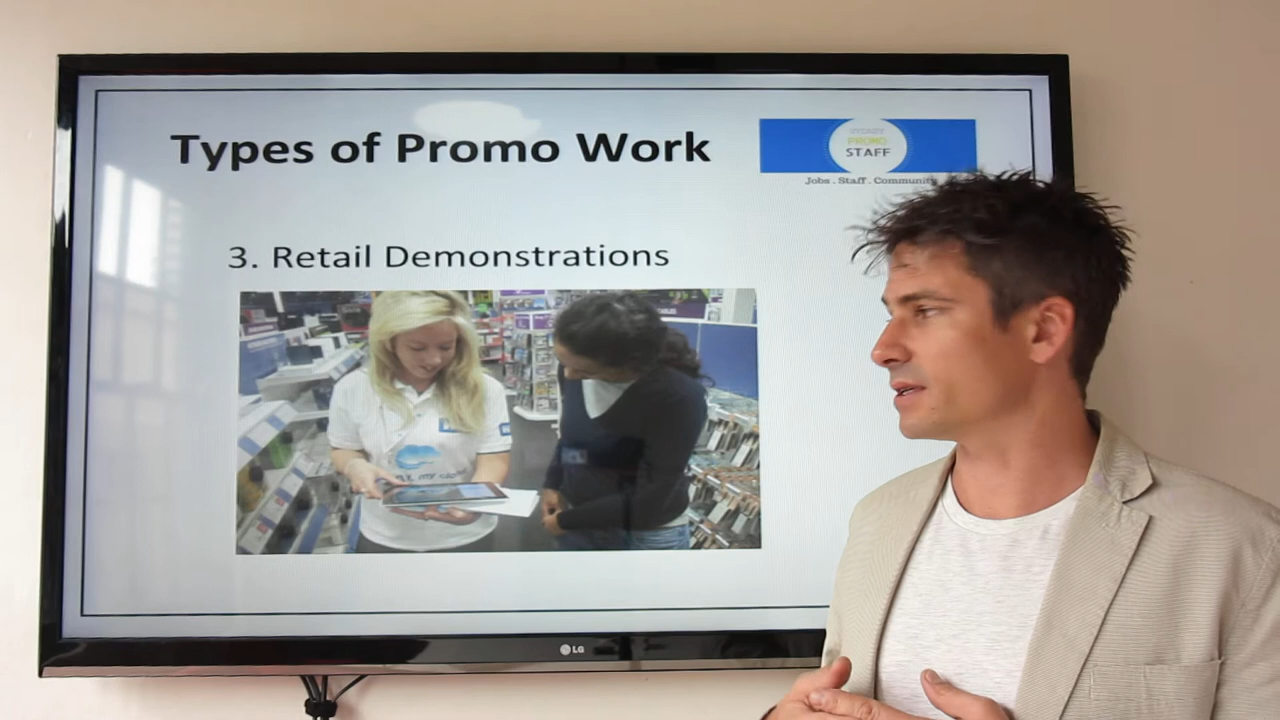 Types of Promo Work
SYDNEY
PROMO
STAFF
Jobs . Staff . Community
3. Retail Demonstrations
LG